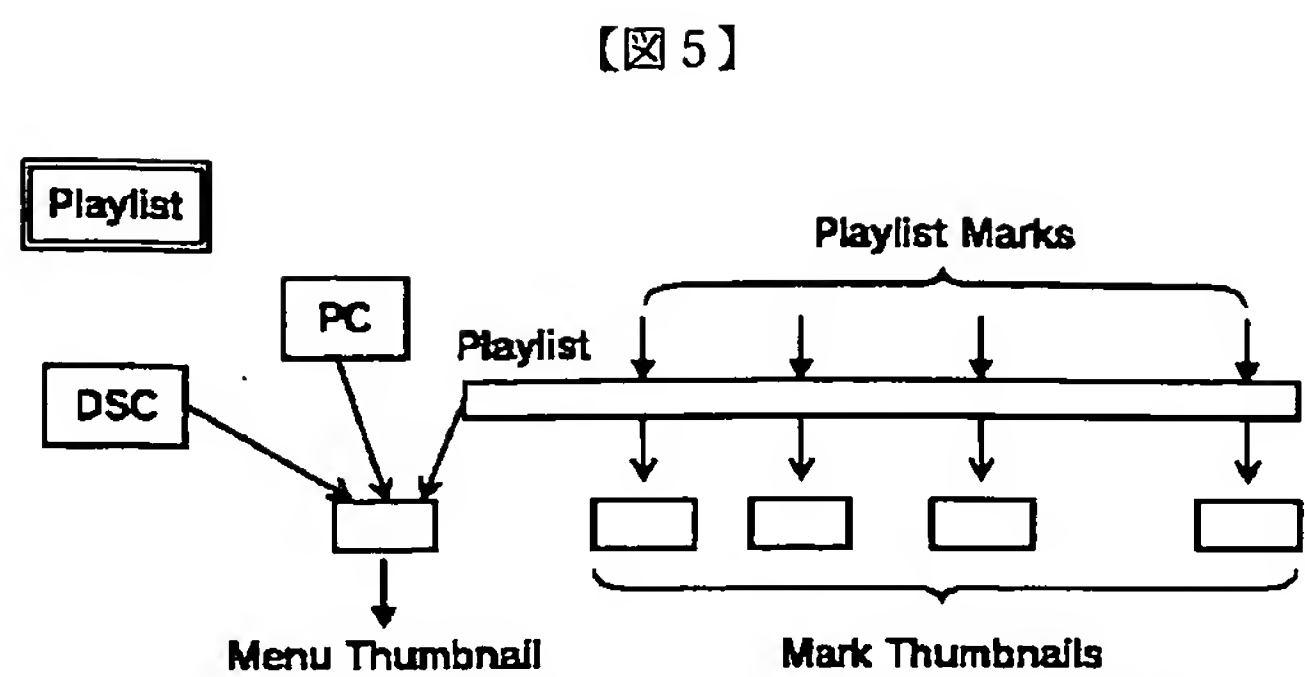 【図5】
Playlist
Playlist Marks
PC
Playlist
DSC
Menu Thumbnail
Mark Thumbnails